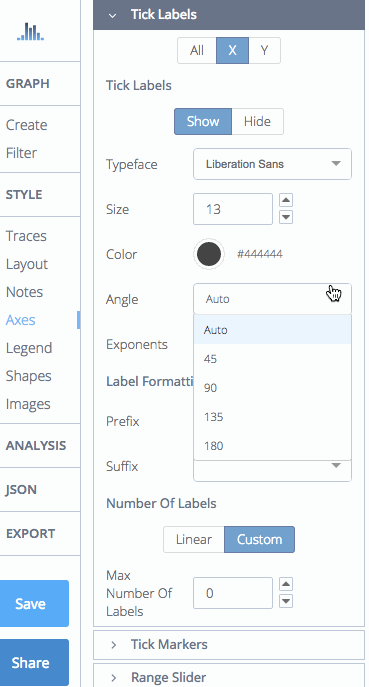 Tick Labels
All X Y
Tick Labels
Show Hide
Typeface Liberation Sans
Size 13
Color #444444
Angle Auto
Auto
45
90
135
180
Exponents
Label Formatti
Prefix
Suffix
Number Of Labels
Linear Custom
Max
Number Of
Labels
0
Tick Markers
Range Slider
GRAPH
Create
Filter
STYLE
Traces
Layout
Notes
Axes
Legend
Shapes
Images
ANALYSIS
JSON
EXPORT
Save
Share